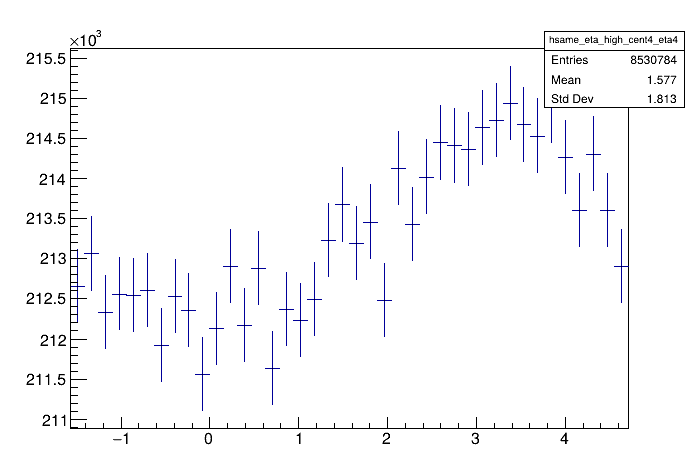 ×10³
hsame_eta_high_cent4_eta4
Entries 8530784
Mean 1.577
Std Dev 1.813
215.5
215
214.5
214
213.5
213
212.5
212
211.5
211
−1 0 1 2 3 4